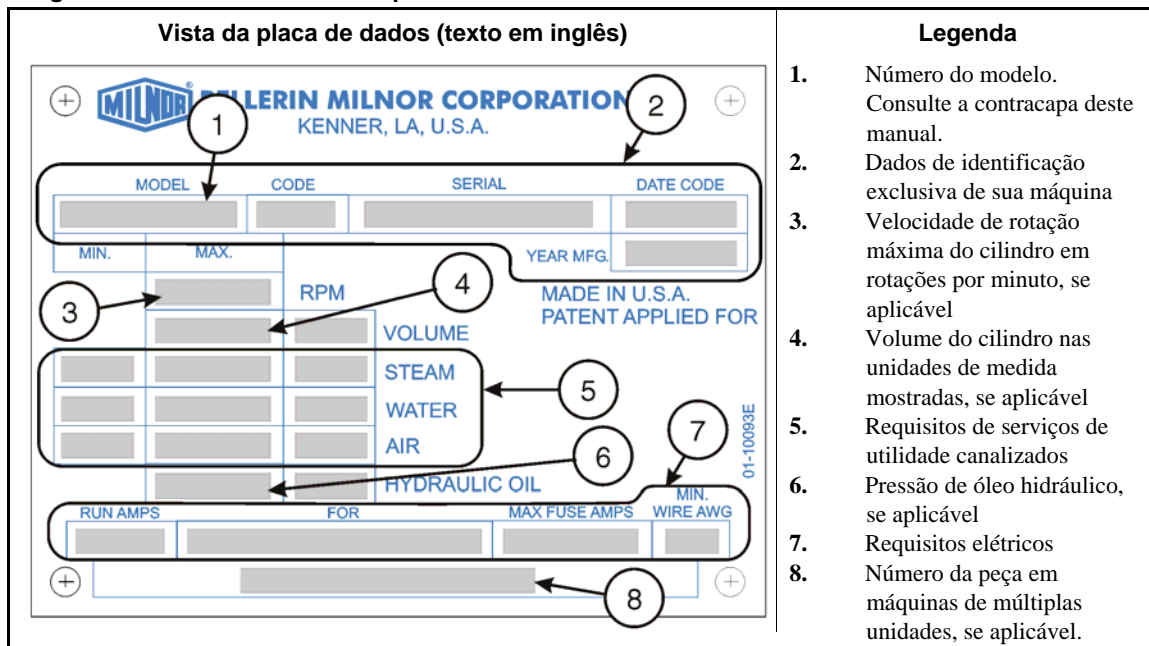 Vista da placa de dados (texto em inglês)
MILNOR®
PELLERIN MILNOR CORPORATION
KENNER, LA, U.S.A.
1
2
MODEL CODE SERIAL DATE CODE
MIN. MAX. YEAR MFG.
3
RPM
4
MADE IN U.S.A.
PATENT APPLIED FOR
VOLUME
STEAM
5
WATER
AIR
6
7
01-10093E
HYDRAULIC OIL
RUN AMPS FOR MAX FUSE AMPS MIN.
WIRE AWG
8
Legenda
1. Número do modelo.
Consulte a contracapa deste
manual.
2. Dados de identificação
exclusiva de sua máquina
3. Velocidade de rotação
máxima do cilindro em
rotações por minuto, se
aplicável
4. Volume do cilindro nas
unidades de medida
mostradas, se aplicável
5. Requisitos de serviços de
utilidade canalizados
6. Pressão de óleo hidráulico,
se aplicável
7. Requisitos elétricos
8. Número da peça em
máquinas de múltiplas
unidades, se aplicável.